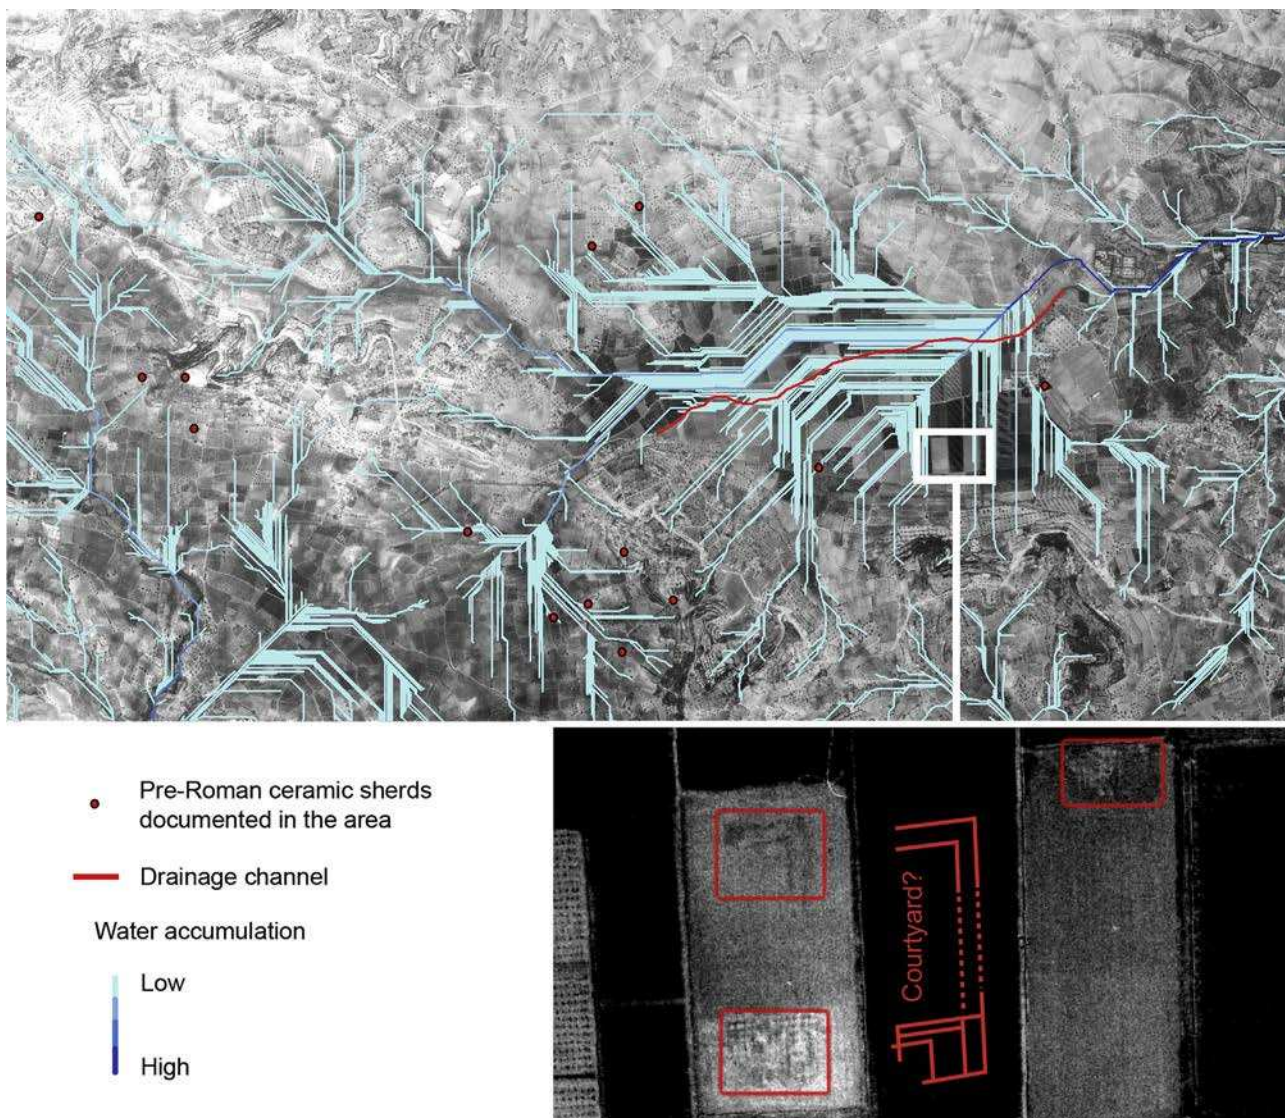 Pre-Roman ceramic sherds
documented in the area
Drainage channel
Water accumulation
Low
High
Courtyard?